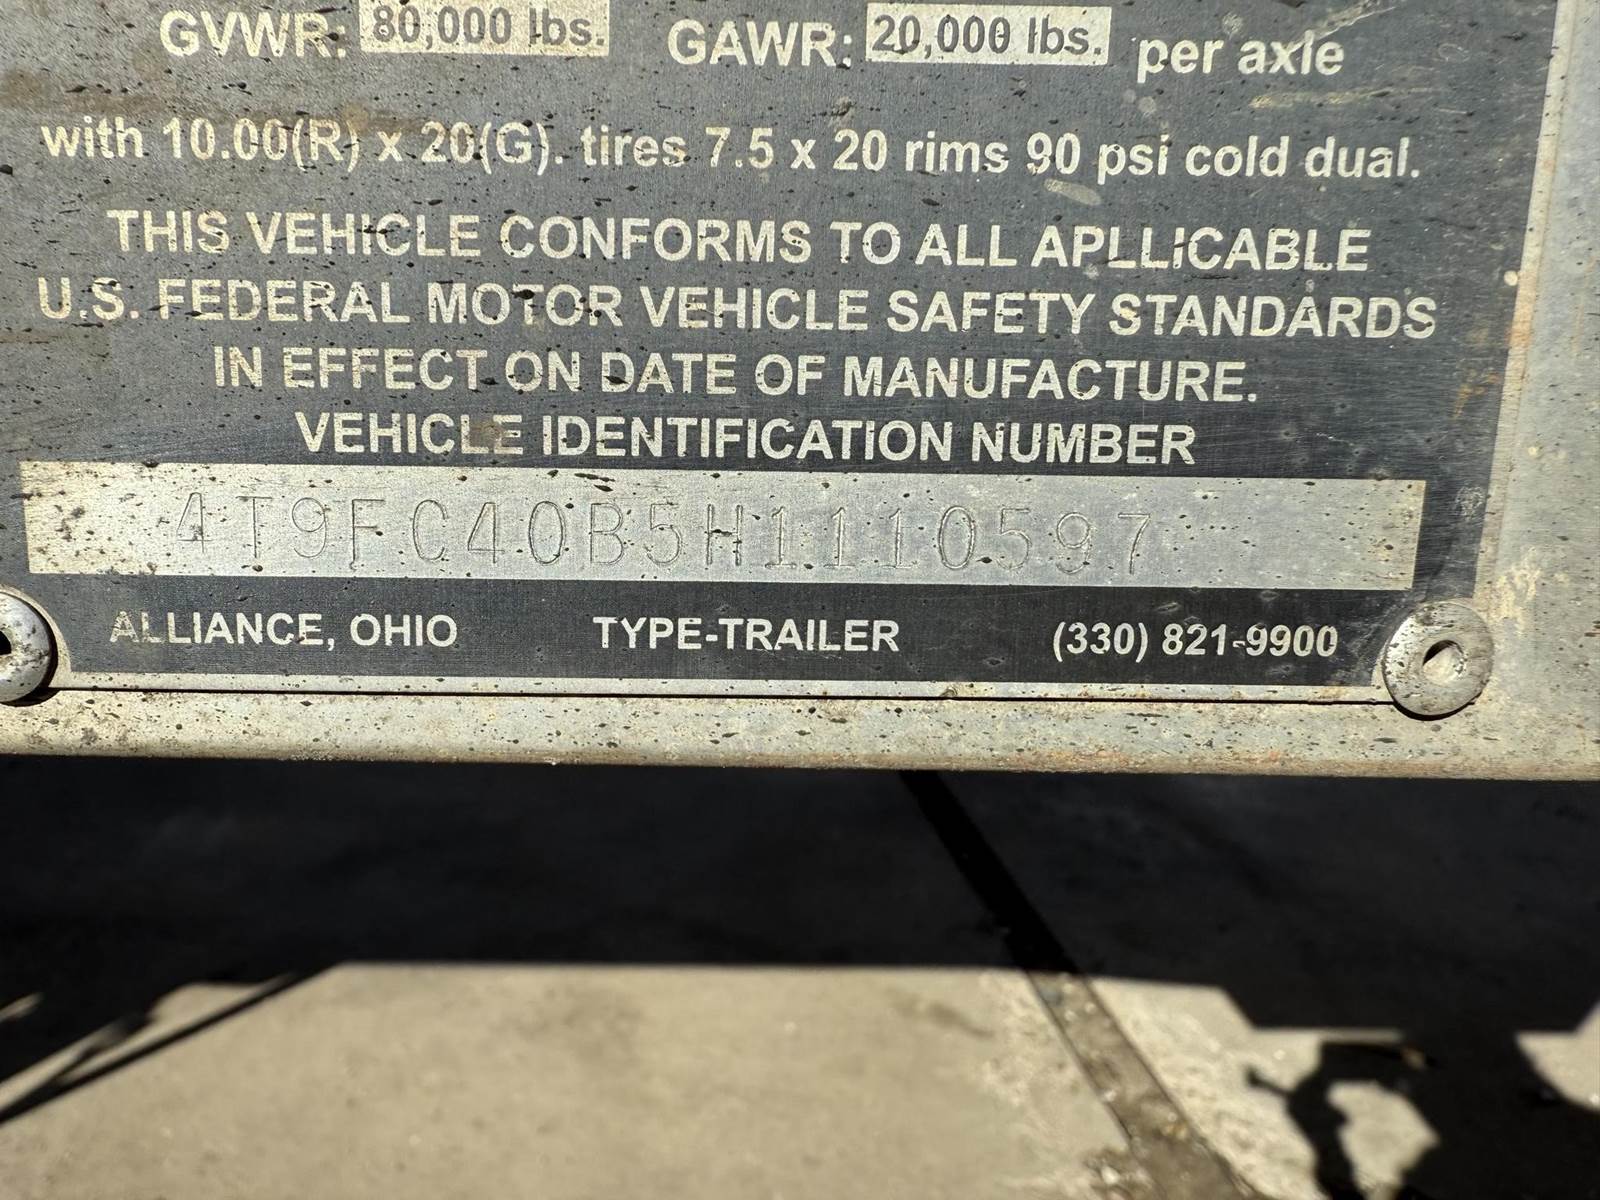 GVWR: 80,000 lbs. GAWR: 20,000 lbs. per axle
with 10.00(R) x 20(G). tires 7.5 x 20 rims 90 psi cold dual.
THIS VEHICLE CONFORMS TO ALL APLLICABLE
U.S. FEDERAL MOTOR VEHICLE SAFETY STANDARDS
IN EFFECT ON DATE OF MANUFACTURE.
VEHICLE IDENTIFICATION NUMBER
4T9FC40B5H1110597
ALLIANCE, OHIO TYPE-TRAILER (330) 821-9900